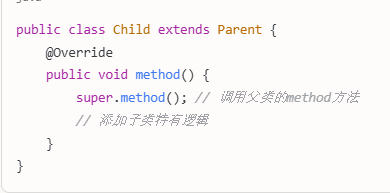 public class Child extends Parent {
    @Override
    public void method() {
        super.method(); // 调用父类的method方法
        // 添加子类特有逻辑
    }
}